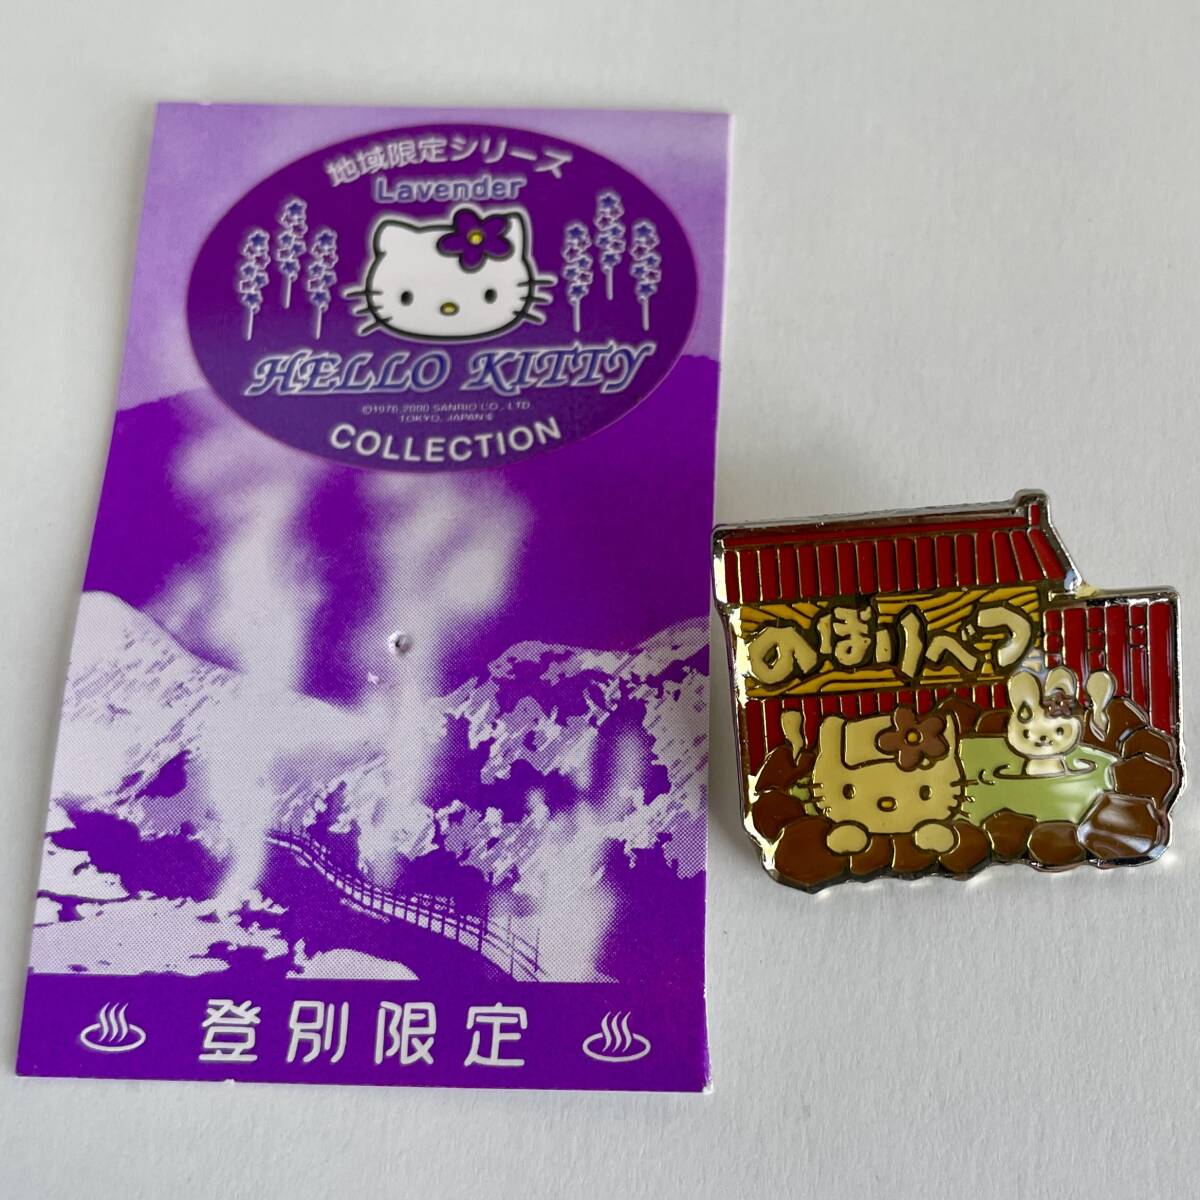 地域限定シリーズ
Lavender
HELLO KITTY
©1976,2000 SANRIO CO., LTD.
TOKYO, JAPAN
COLLECTION
登別限定
のぼりべつ